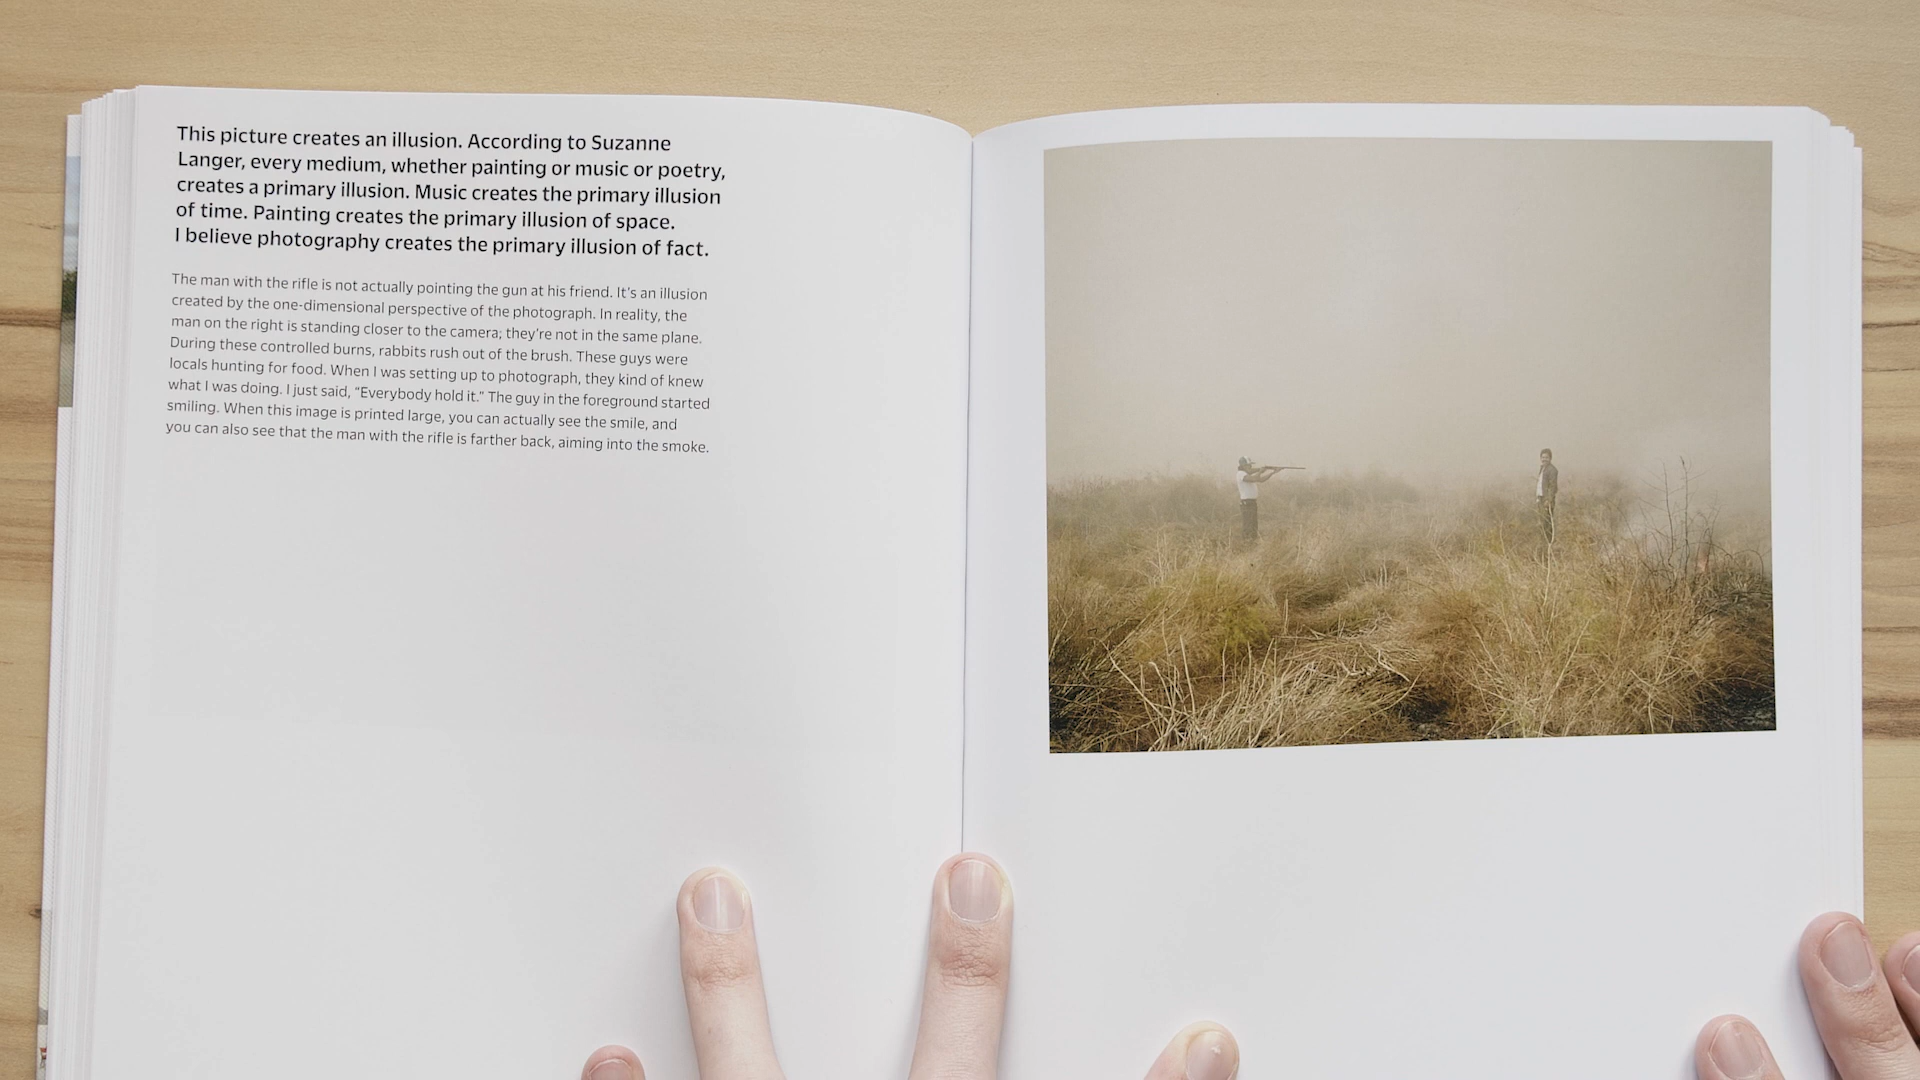 This picture creates an illusion. According to Suzanne
Langer, every medium, whether painting or music or poetry,
creates a primary illusion. Music creates the primary illusion
of time. Painting creates the primary illusion of space.
I believe photography creates the primary illusion of fact.
The man with the rifle is not actually pointing the gun at his friend. It's an illusion
created by the one-dimensional perspective of the photograph. In reality, the
man on the right is standing closer to the camera; they're not in the same plane.
During these controlled burns, rabbits rush out of the brush. These guys were
locals hunting for food. When I was setting up to photograph, they kind of knew
what I was doing. I just said, “Everybody hold it.” The guy in the foreground started
smiling. When this image is printed large, you can actually see the smile, and
you can also see that the man with the rifle is farther back, aiming into the smoke.